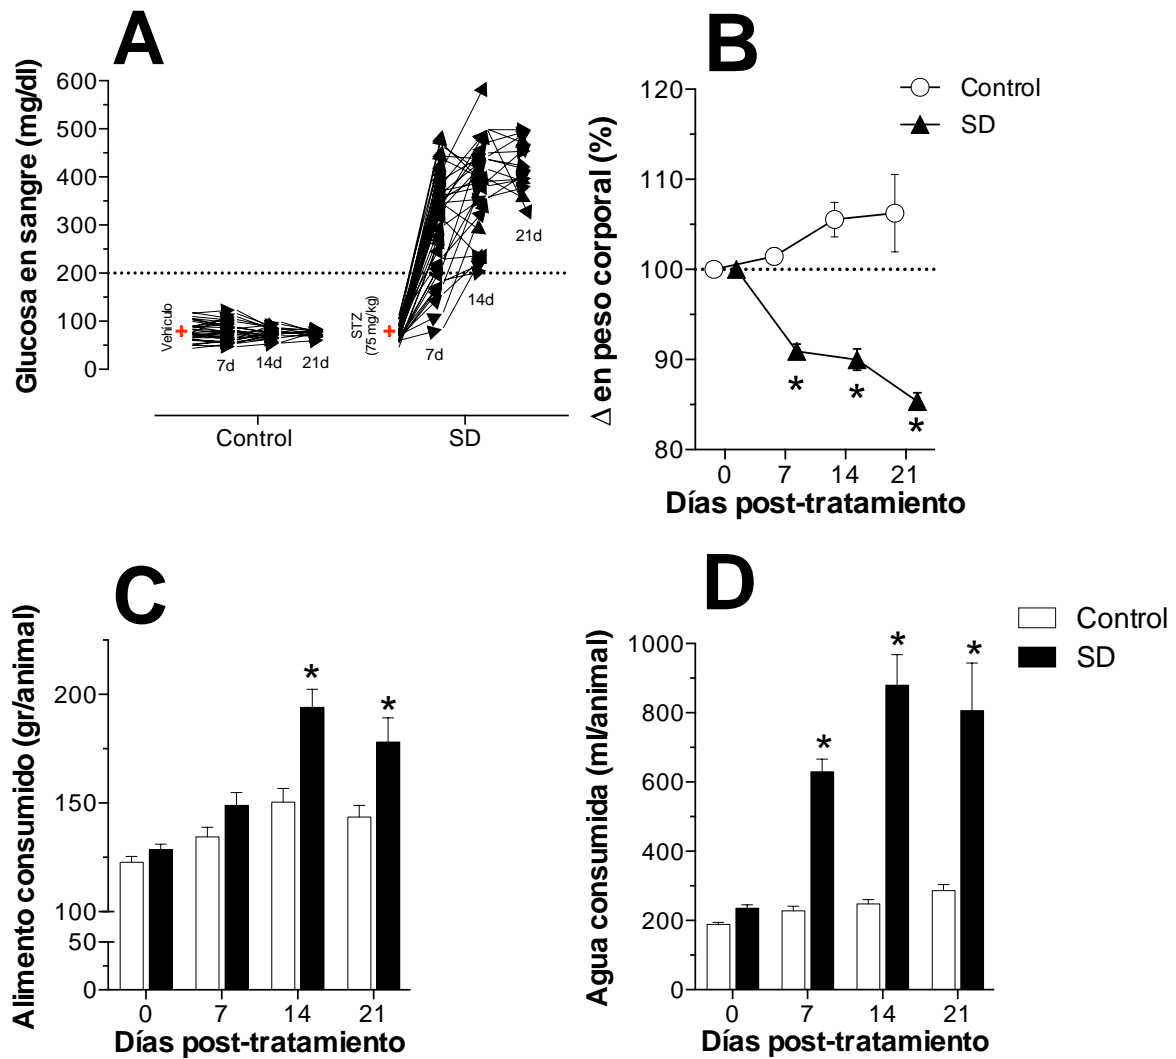 A
Glucosa en sangre (mg/dl)
600
500
400
300
200
100
0
Vehículo
+
7d
14d
21d
STZ
(75 mg/kg)
+
7d
14d
21d
Control
SD
B
Control
SD
Δ en peso corporal (%)
120
110
100
90
80
*
*
*
0 7 14 21
Días post-tratamiento
C
Alimento consumido (gr/animal)
200
150
100
50
0
*
*
0 7 14 21
Días post-tratamiento
D
Control
SD
Agua consumida (ml/animal)
1000
800
600
400
200
0
*
*
*
0 7 14 21
Días post-tratamiento